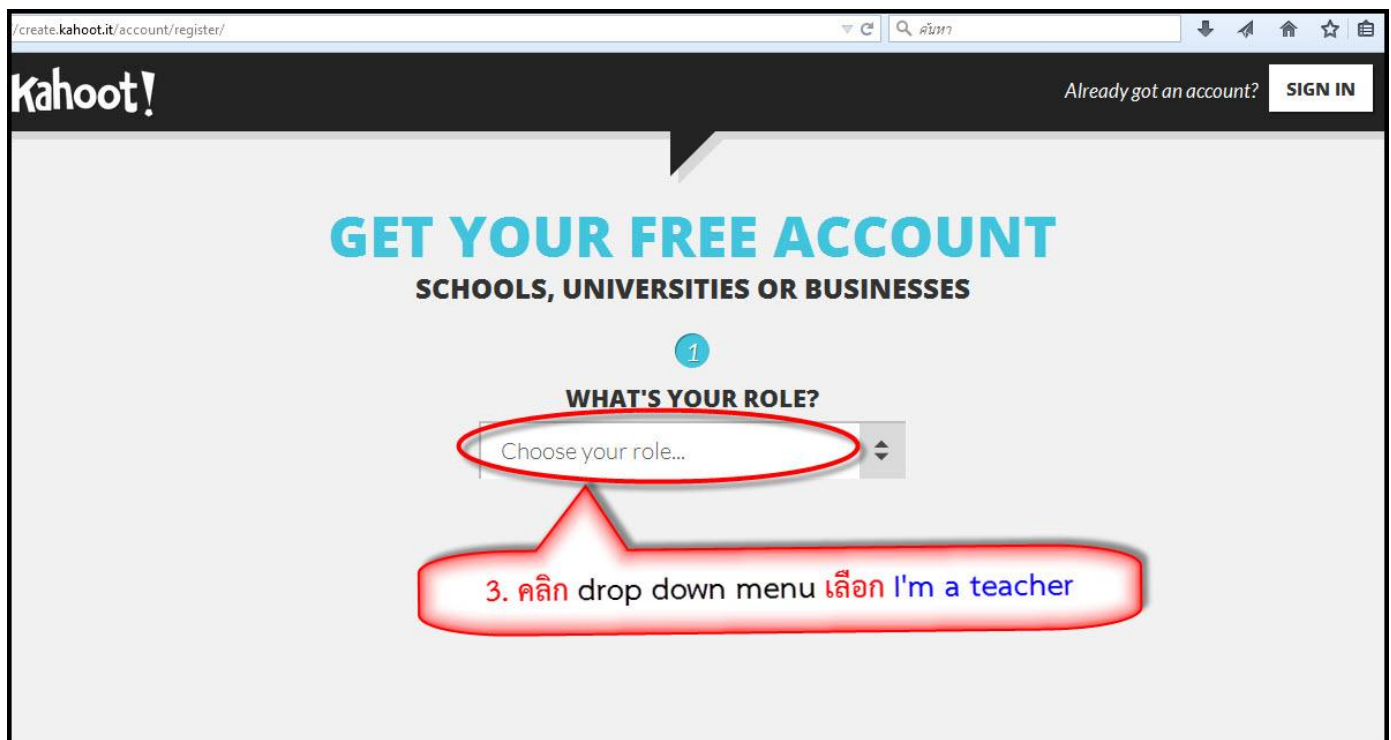 /create.kahoot.it/account/register/
ค้นหา
Kahoot!
Already got an account?
SIGN IN
GET YOUR FREE ACCOUNT
SCHOOLS, UNIVERSITIES OR BUSINESSES
1
WHAT'S YOUR ROLE?
Choose your role...
3. คลิก drop down menu เลือก I'm a teacher